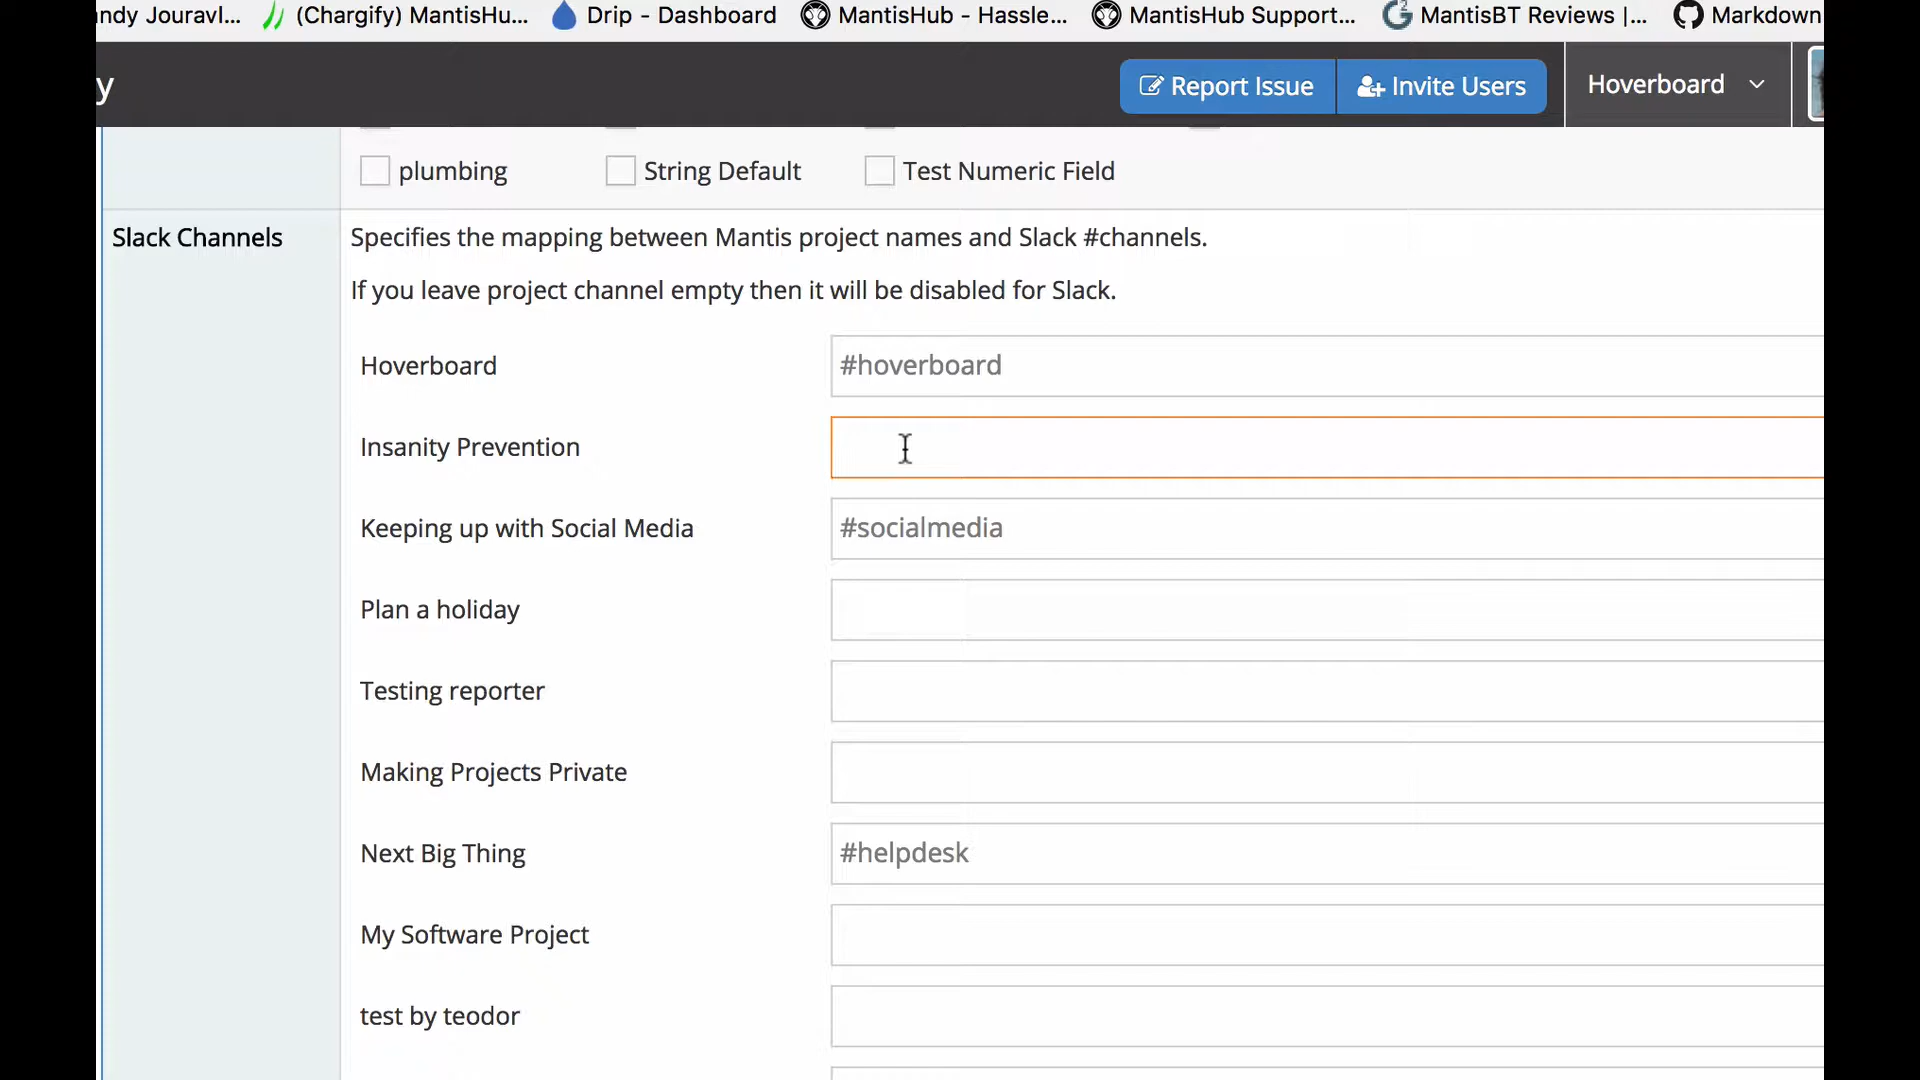 ndy Jouravl... (Chargify) MantisHu... Drip - Dashboard MantisHub - Hassle... MantisHub Support... MantisBT Reviews |... Markdown
y Report Issue Invite Users Hoverboard
plumbing String Default Test Numeric Field
Slack Channels Specifies the mapping between Mantis project names and Slack #channels.
If you leave project channel empty then it will be disabled for Slack.
Hoverboard #hoverboard
Insanity Prevention
Keeping up with Social Media #socialmedia
Plan a holiday
Testing reporter
Making Projects Private
Next Big Thing #helpdesk
My Software Project
test by teodor